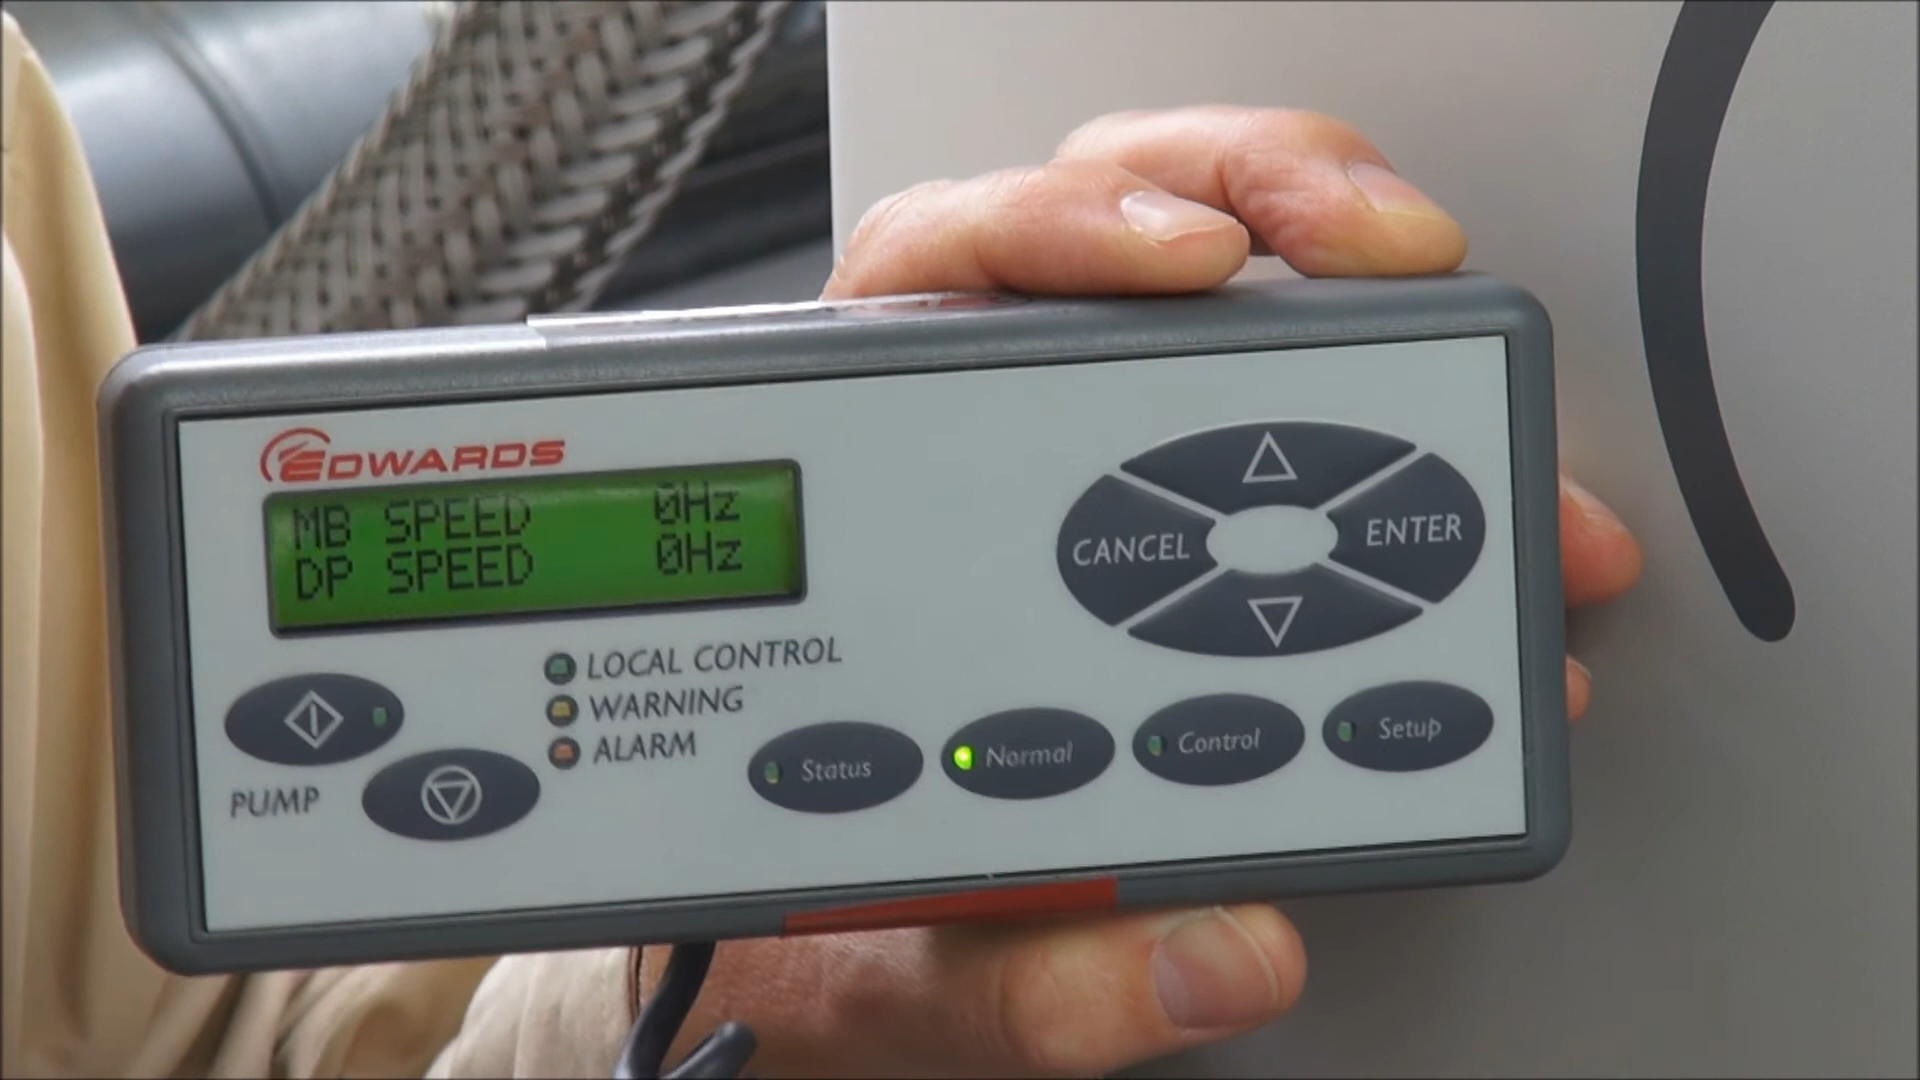 EDWARDS
MB SPEED 0Hz
DP SPEED 0Hz
LOCAL CONTROL
WARNING
ALARM
PUMP
CANCEL
ENTER
Status
Normal
Control
Setup